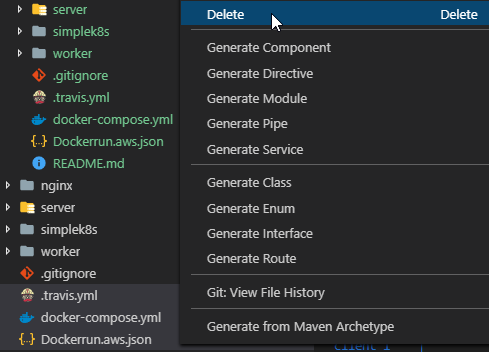 server
simplek8s
worker
.gitignore
.travis.yml
docker-compose.yml
Dockerrun.aws.json
README.md
nginx
server
simplek8s
worker
.gitignore
.travis.yml
docker-compose.yml
Dockerrun.aws.json
Delete Delete
Generate Component
Generate Directive
Generate Module
Generate Pipe
Generate Service
Generate Class
Generate Enum
Generate Interface
Generate Route
Git: View File History
Generate from Maven Archetype